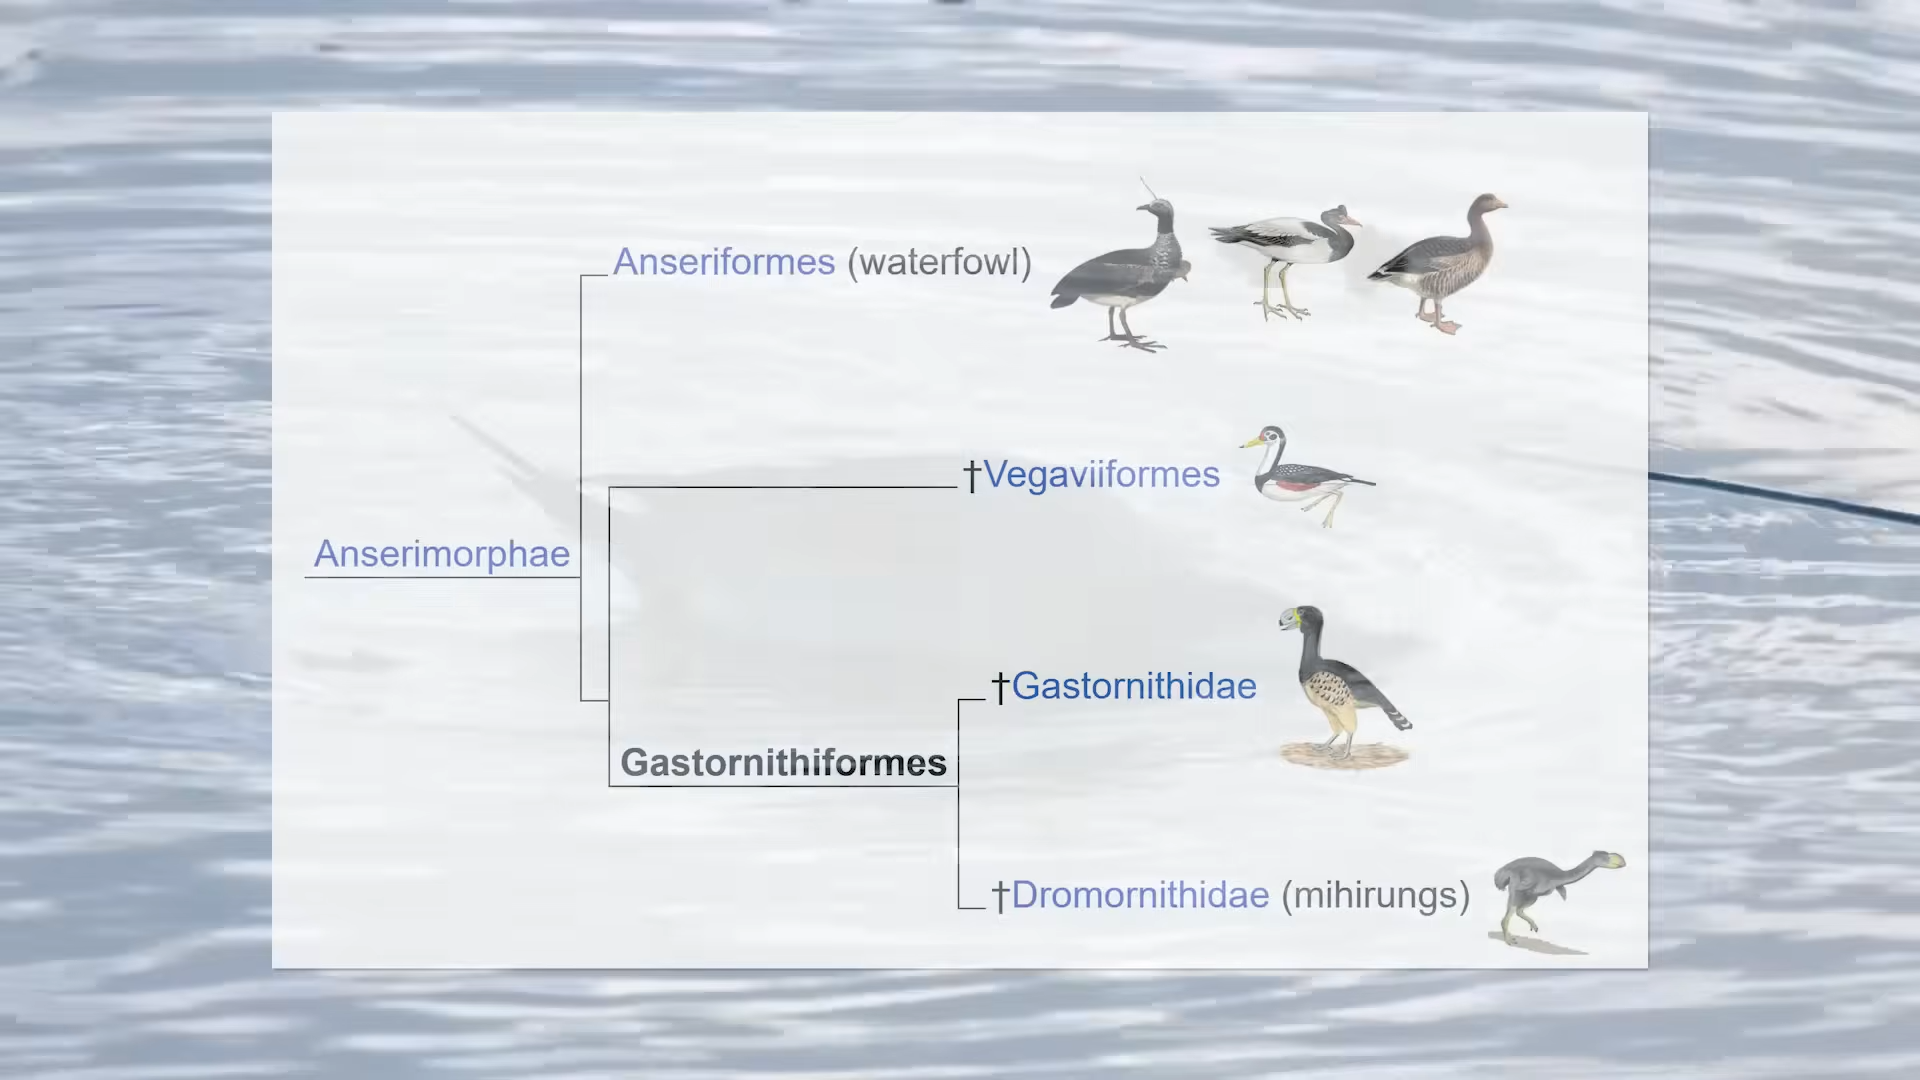 Anseriformes (waterfowl)
†Vegaviiformes
Anserimorphae
†Gastornithidae
Gastornithiformes
†Dromornithidae (mihirungs)